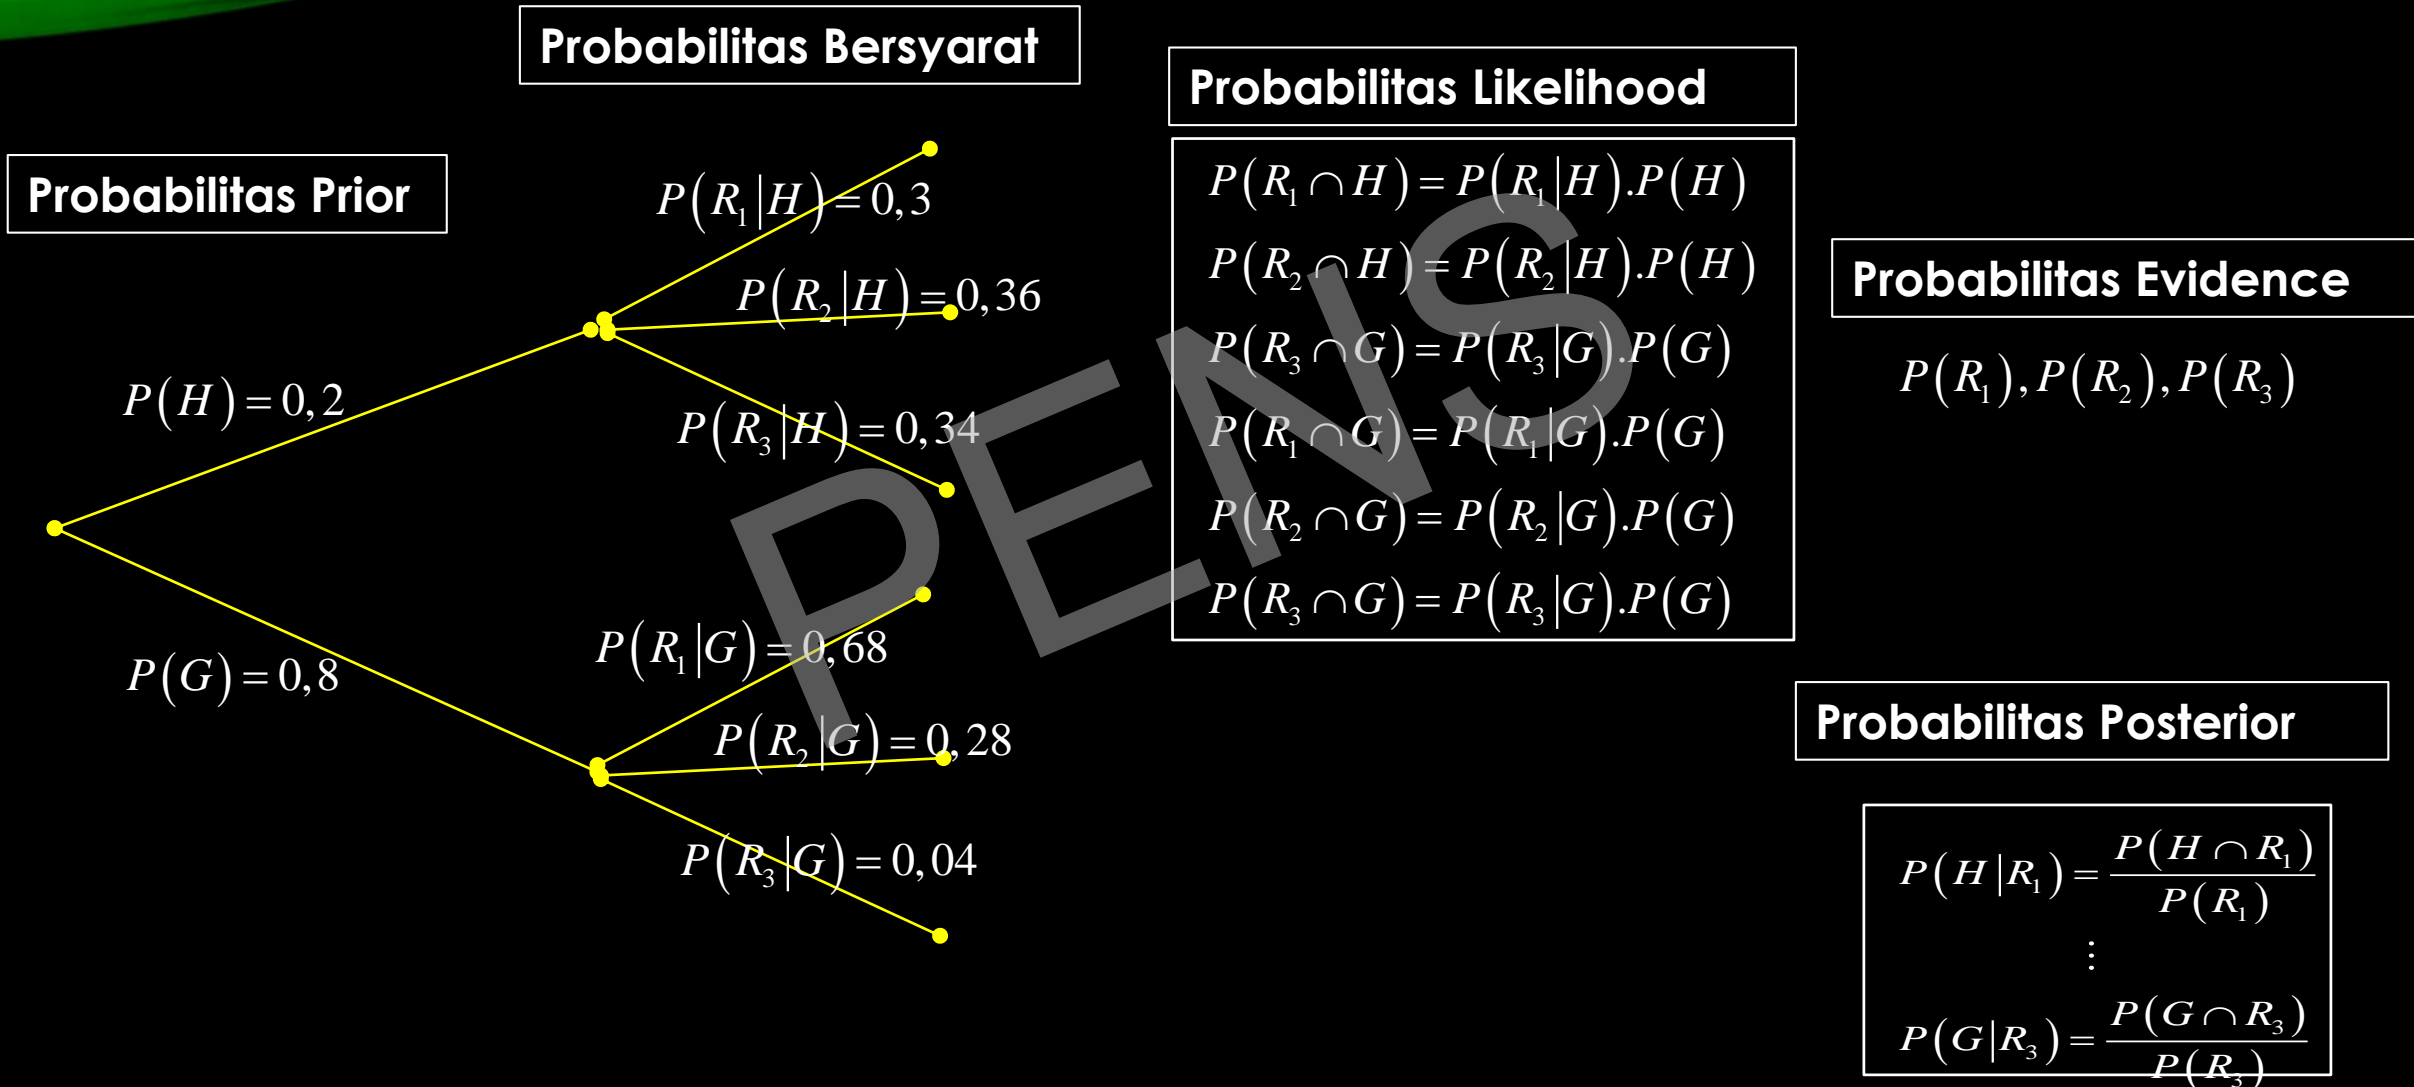 Probabilitas Bersyarat
Probabilitas Likelihood
Probabilitas Prior
Probabilitas Evidence
P(H) = 0,2
P(G) = 0,8
P(R₁|H) = 0,3
P(R₂|H) = 0,36
P(R₃|H) = 0,34
P(R₁|G) = 0,68
P(R₂|G) = 0,28
P(R₃|G) = 0,04
P(R₁ ∩ H) = P(R₁|H).P(H)
P(R₂ ∩ H) = P(R₂|H).P(H)
P(R₃ ∩ G) = P(R₃|G).P(G)
P(R₁ ∩ G) = P(R₁|G).P(G)
P(R₂ ∩ G) = P(R₂|G).P(G)
P(R₃ ∩ G) = P(R₃|G).P(G)
P(R₁), P(R₂), P(R₃)
Probabilitas Posterior
P(H|R₁) = P(H ∩ R₁) / P(R₁)
⋮
P(G|R₃) = P(G ∩ R₃) / P(R₃)
PENS